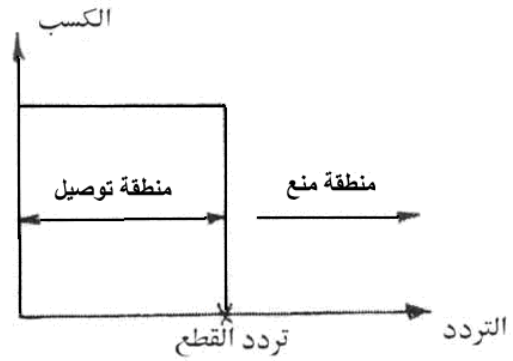 الكسب
منطقة توصيل
منطقة منع
التردد
تردد القطع